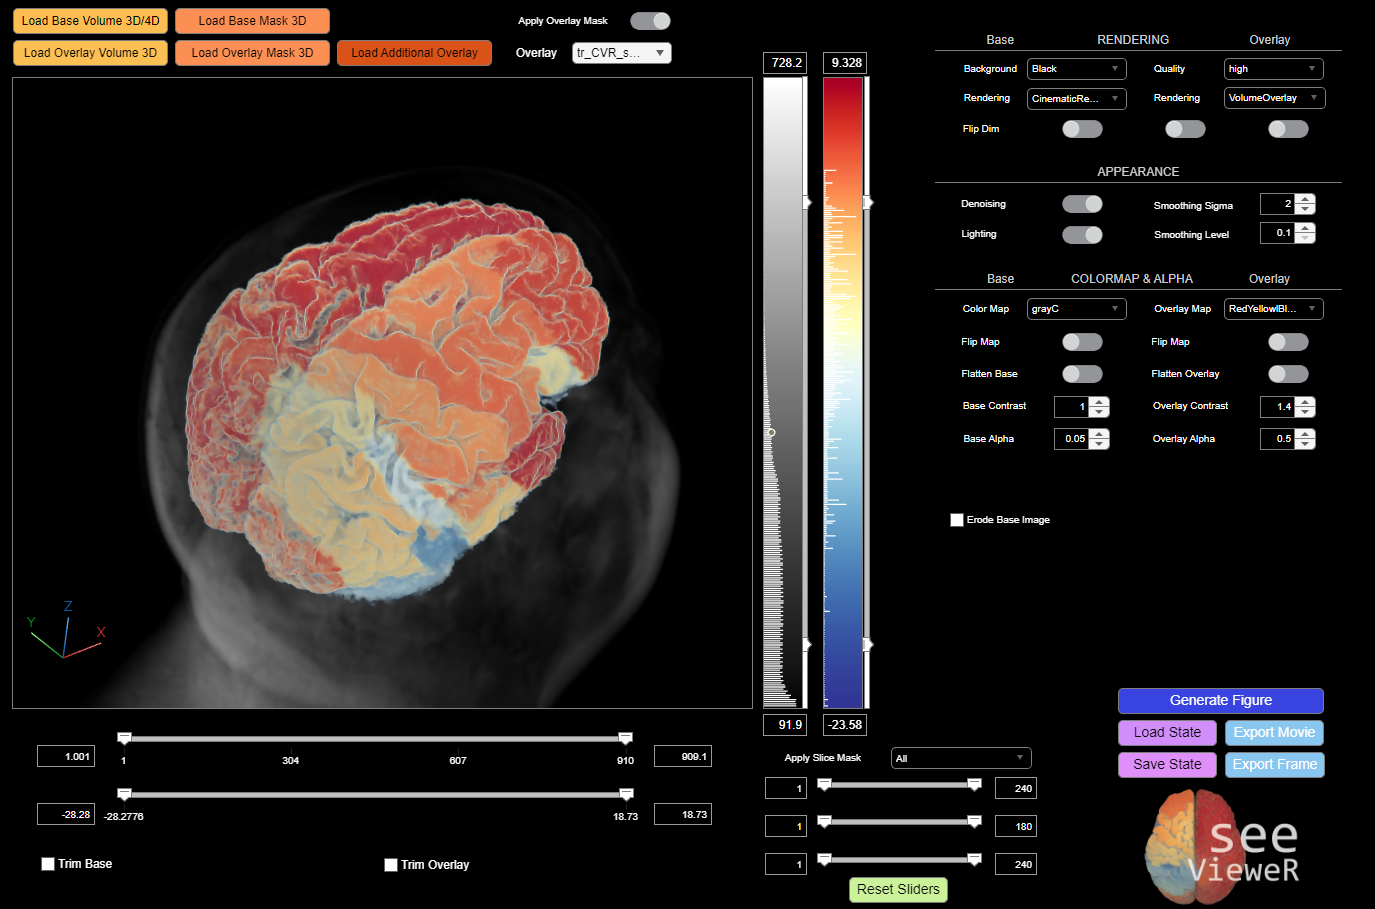 Load Base Volume 3D/4D
Load Base Mask 3D
Apply Overlay Mask
Load Overlay Volume 3D
Load Overlay Mask 3D
Load Additional Overlay
Overlay
tr_CVR_s...
728.2
9.328
Base
RENDERING
Overlay
Background
Black
Quality
high
Rendering
CinematicRe...
Rendering
VolumeOverlay
Flip Dim
APPEARANCE
Denoising
Smoothing Sigma
2
Lighting
Smoothing Level
0.1
Base
COLORMAP & ALPHA
Overlay
Color Map
grayC
Overlay Map
RedYellowIBl...
Flip Map
Flip Map
Flatten Base
Flatten Overlay
Base Contrast
1
Overlay Contrast
1.4
Base Alpha
0.05
Overlay Alpha
0.5
Erode Base Image
Z
Y
X
91.9
-23.58
Generate Figure
Load State
Export Movie
Save State
Export Frame
1.001
1
304
607
910
909.1
-28.28
-28.2776
18.73
18.73
Trim Base
Trim Overlay
Apply Slice Mask
All
1
240
1
180
1
240
Reset Sliders
see
VieweR